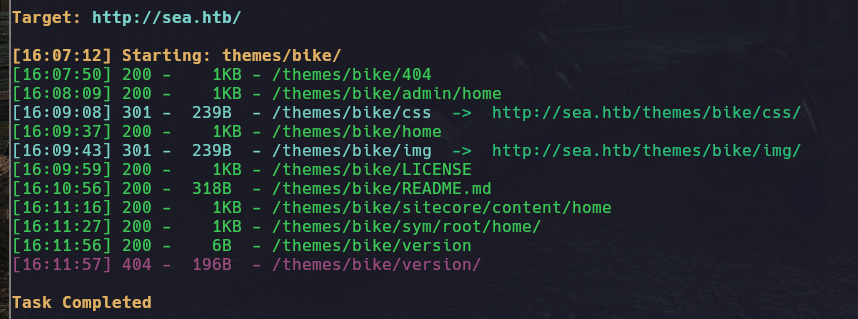 Target: http://sea.htb/
[16:07:12] Starting: themes/bike/
[16:07:50] 200 -    1KB - /themes/bike/404
[16:08:09] 200 -    1KB - /themes/bike/admin/home
[16:09:08] 301 -  239B  - /themes/bike/css  ->  http://sea.htb/themes/bike/css/
[16:09:37] 200 -    1KB - /themes/bike/home
[16:09:43] 301 -  239B  - /themes/bike/img  ->  http://sea.htb/themes/bike/img/
[16:09:59] 200 -    1KB - /themes/bike/LICENSE
[16:10:56] 200 -  318B  - /themes/bike/README.md
[16:11:16] 200 -    1KB - /themes/bike/sitecore/content/home
[16:11:27] 200 -    1KB - /themes/bike/sym/root/home/
[16:11:56] 200 -    6B  - /themes/bike/version
[16:11:57] 404 -  196B  - /themes/bike/version/
Task Completed